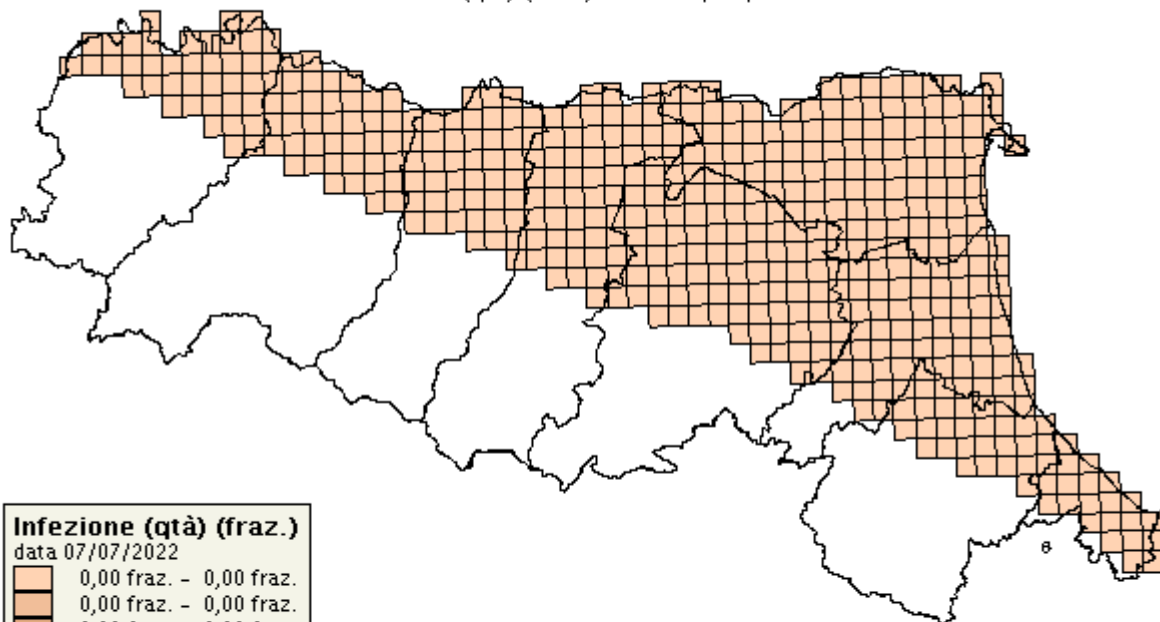 Infezione (qtà) (fraz.)
data 07/07/2022
0,00 fraz. - 0,00 fraz.
0,00 fraz. - 0,00 fraz.